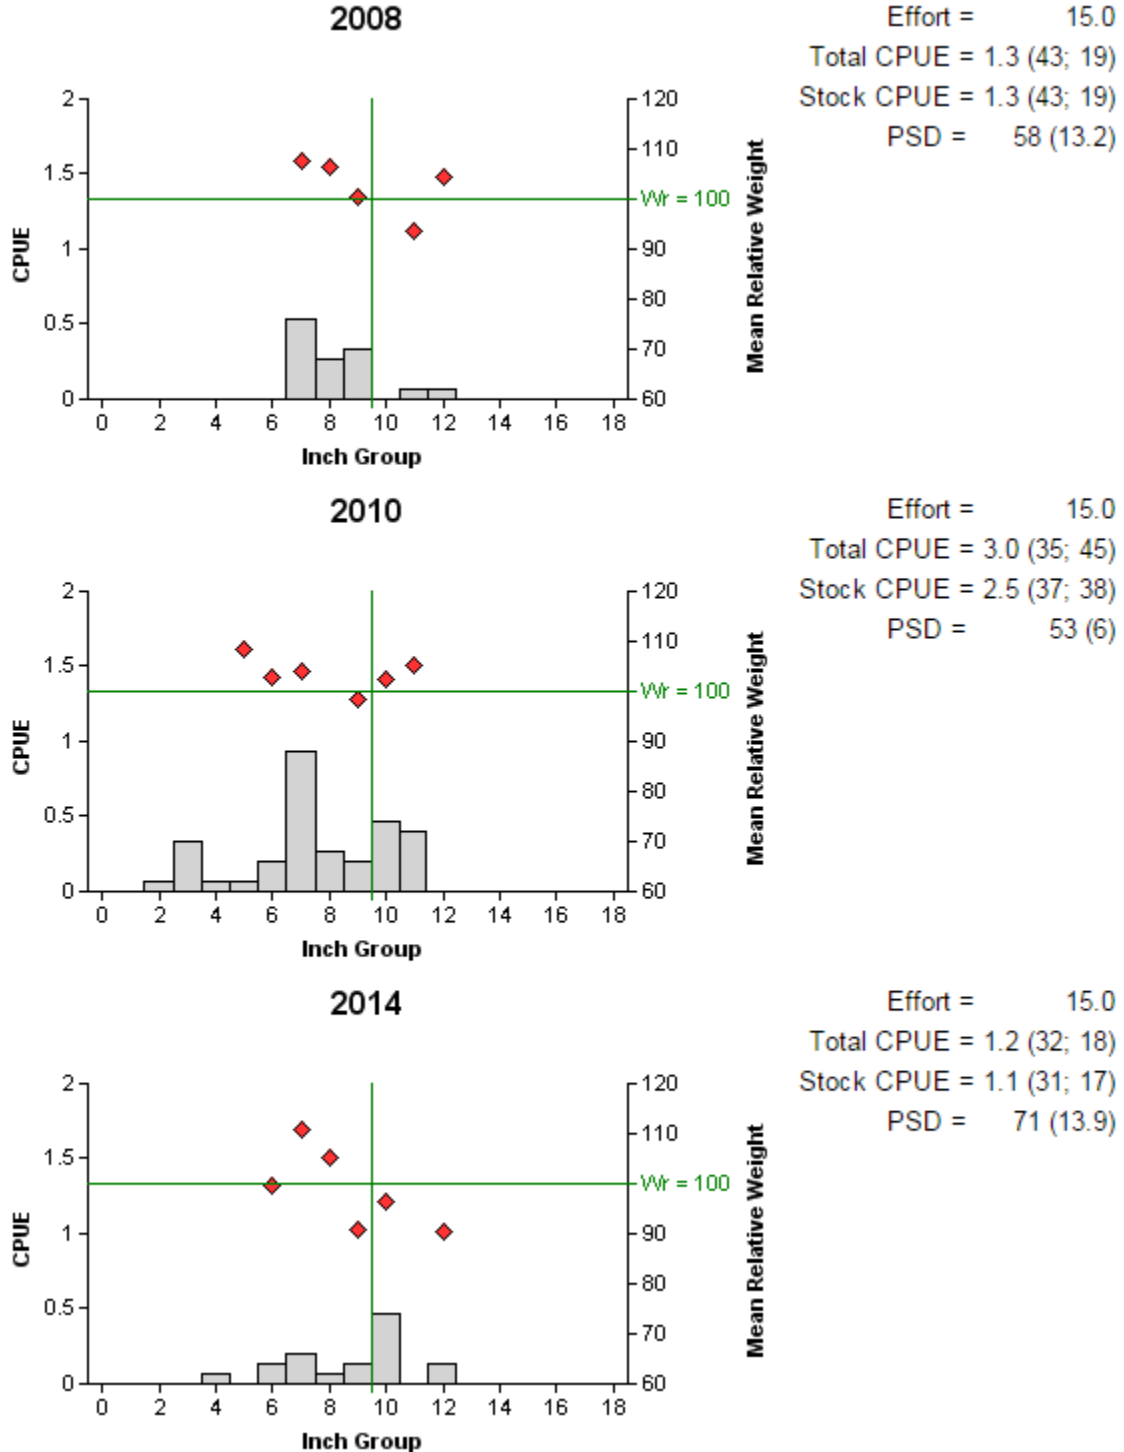 2008
Effort = 15.0
Total CPUE = 1.3 (43; 19)
Stock CPUE = 1.3 (43; 19)
PSD = 58 (13.2)
2
1.5
1
0.5
0
CPUE
120
110
Wr = 100
90
80
70
60
Mean Relative Weight
0 2 4 6 8 10 12 14 16 18
Inch Group
2010
Effort = 15.0
Total CPUE = 3.0 (35; 45)
Stock CPUE = 2.5 (37; 38)
PSD = 53 (6)
2
1.5
1
0.5
0
CPUE
120
110
Wr = 100
90
80
70
60
Mean Relative Weight
0 2 4 6 8 10 12 14 16 18
Inch Group
2014
Effort = 15.0
Total CPUE = 1.2 (32; 18)
Stock CPUE = 1.1 (31; 17)
PSD = 71 (13.9)
2
1.5
1
0.5
0
CPUE
120
110
Wr = 100
90
80
70
60
Mean Relative Weight
0 2 4 6 8 10 12 14 16 18
Inch Group